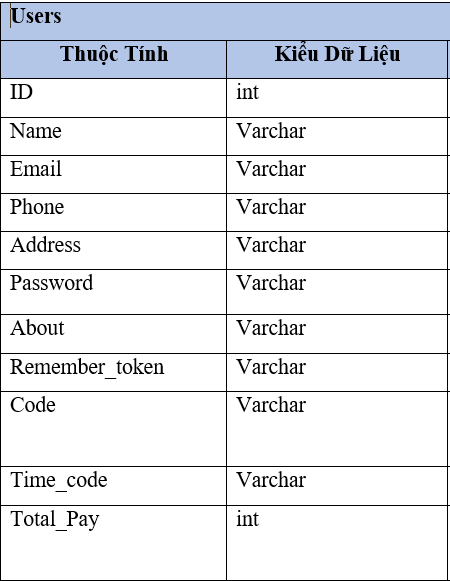 Users
Thuộc Tính Kiểu Dữ Liệu
ID int
Name Varchar
Email Varchar
Phone Varchar
Address Varchar
Password Varchar
About Varchar
Remember_token Varchar
Code Varchar
Time_code Varchar
Total_Pay int